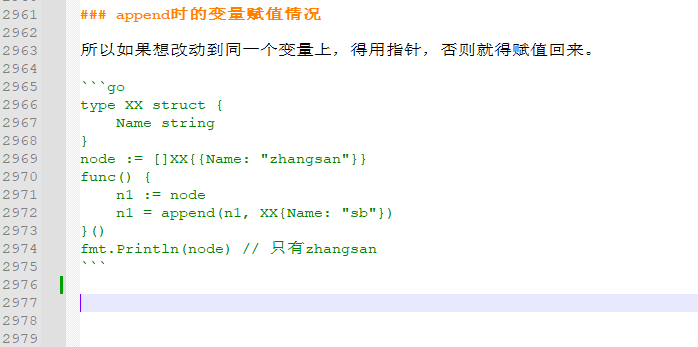 2961 ### append时的变量赋值情况
2962
2963 所以如果想改动到同一个变量上，得用指针，否则就得赋值回来。
2964
2965 ```go
2966 type XX struct {
2967     Name string
2968 }
2969 node := []XX{{Name: "zhangsan"}}
2970 func() {
2971     n1 := node
2972     n1 = append(n1, XX{Name: "sb"})
2973 }()
2974 fmt.Println(node) // 只有zhangsan
2975 ```
2976
2977
2978
2979